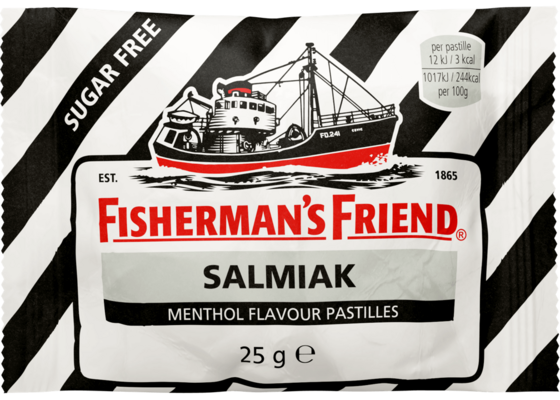 SUGAR FREE
per pastille
12 kJ / 3 kcal
1017kJ / 244kcal
per 100g
FD.241
EST.
1865
FISHERMAN'S FRIEND®
SALMIAK
MENTHOL FLAVOUR PASTILLES
25 g ℮